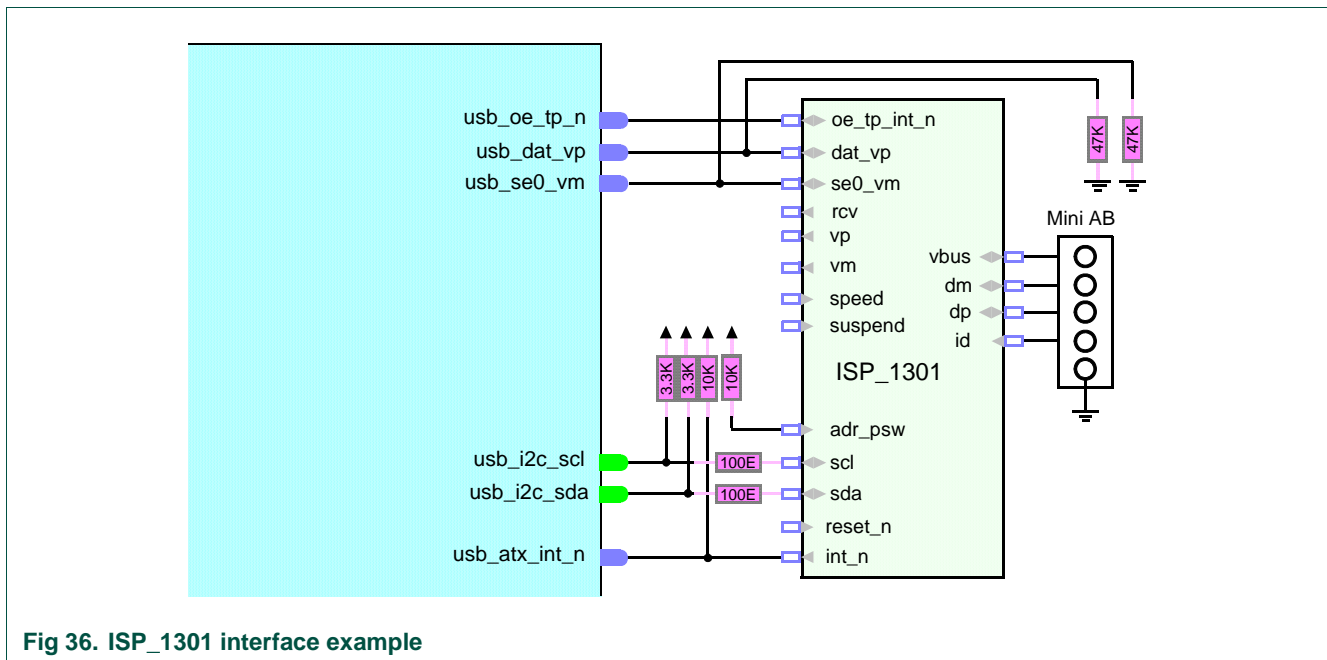 usb_oe_tp_n
usb_dat_vp
usb_se0_vm
oe_tp_int_n
dat_vp
se0_vm
rcv
vp
vm
speed
suspend
47K
47K
Mini AB
vbus
dm
dp
id
ISP_1301
3.3K
3.3K
10K
10K
adr_psw
usb_i2c_scl
100E
scl
usb_i2c_sda
100E
sda
reset_n
usb_atx_int_n
int_n
Fig 36. ISP_1301 interface example